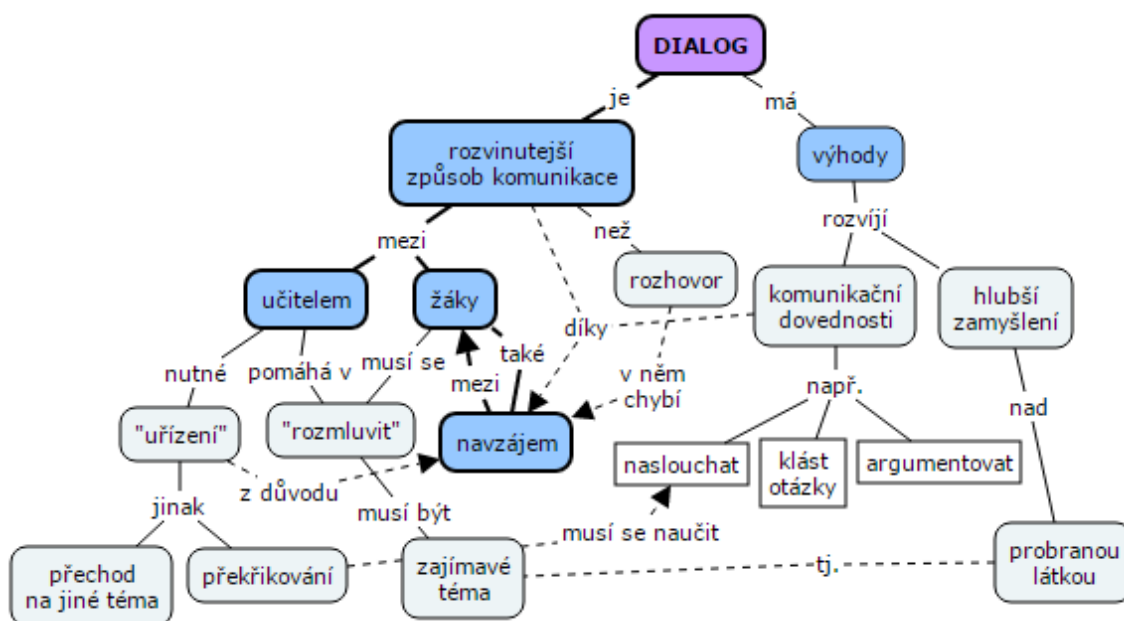 DIALOG
je
má
rozvinutejší
způsob komunikace
výhody
rozvíjí
mezi
než
učitelem
žáky
rozhovor
komunikační
dovednosti
hlubší
zamyšlení
díky
také
musí se
nutné
pomáhá v
mezi
v něm
chybí
např.
nad
"uřízení"
"rozmluvit"
navzájem
naslouchat
klást
otázky
argumentovat
z důvodu
jinak
musí být
musí se naučit
přechod
na jiné téma
překřikování
zajímavé
téma
tj.
probranou
látkou